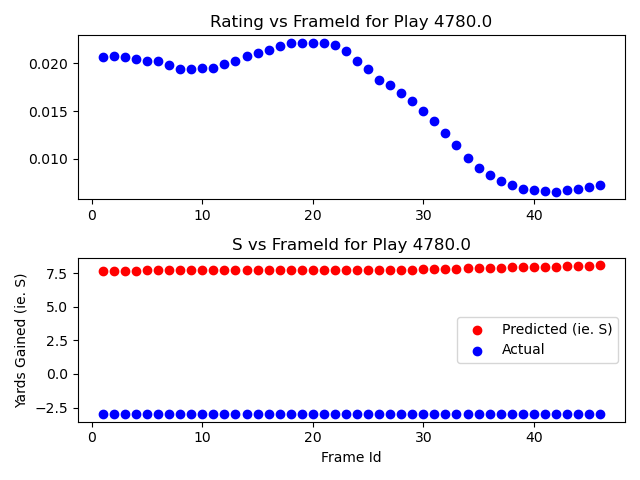 Rating vs FrameId for Play 4780.0
0.020
0.015
0.010
0 10 20 30 40
S vs FrameId for Play 4780.0
Yards Gained (ie. S)
7.5
5.0
2.5
0.0
−2.5
Predicted (ie. S)
Actual
0 10 20 30 40
Frame Id